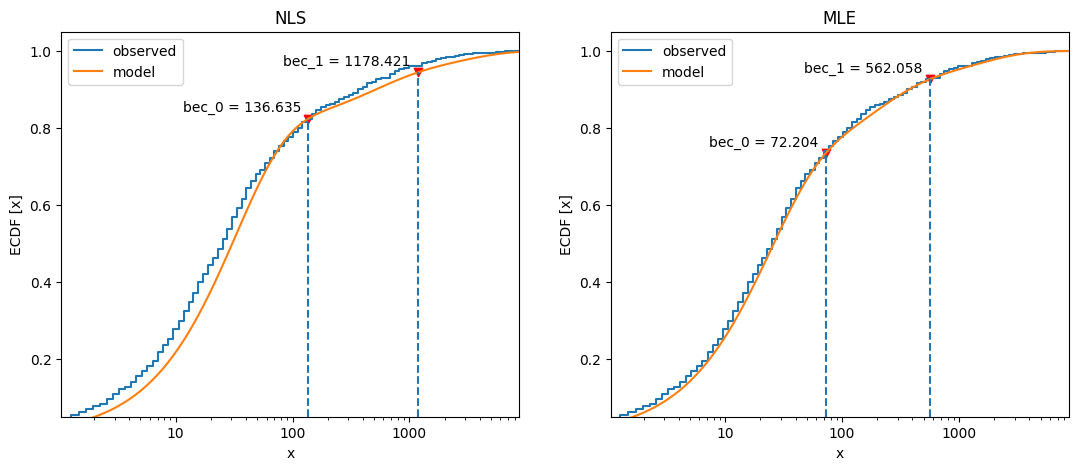 NLS
observed
model
bec_1 = 1178.421
bec_0 = 136.635
1.0
0.8
0.6
0.4
0.2
ECDF [x]
10
100
1000
x
MLE
observed
model
bec_1 = 562.058
bec_0 = 72.204
1.0
0.8
0.6
0.4
0.2
ECDF [x]
10
100
1000
x